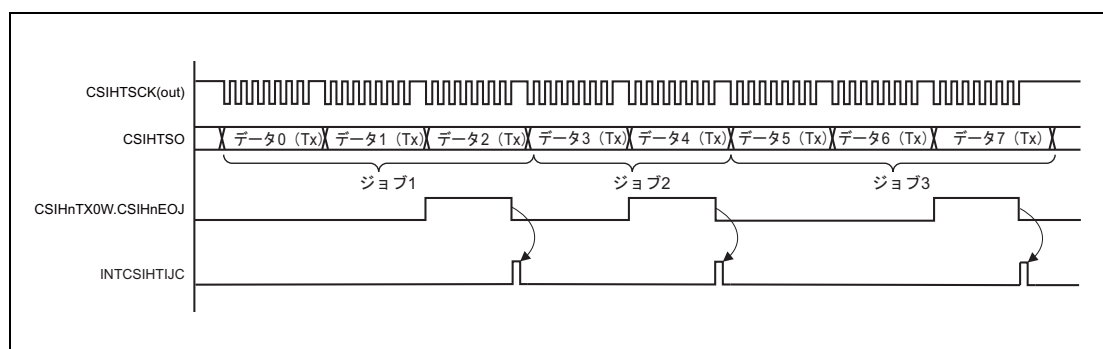 CSIHTSCK(out)
CSIHTSO
データ0（Tx）
データ1（Tx）
データ2（Tx）
データ3（Tx）
データ4（Tx）
データ5（Tx）
データ6（Tx）
データ7（Tx）
ジョブ1
ジョブ2
ジョブ3
CSIHnTX0W.CSIHnEOJ
INTCSIHTIJC